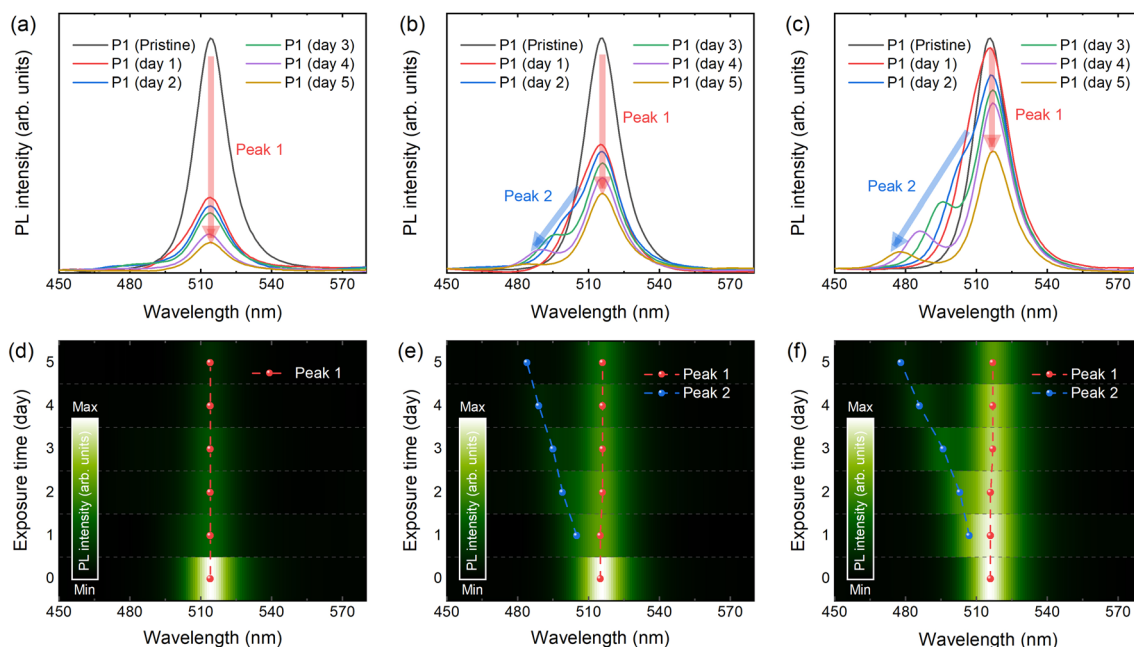 (a)
PL intensity (arb. units)
P1 (Pristine)
P1 (day 1)
P1 (day 2)
P1 (day 3)
P1 (day 4)
P1 (day 5)
Peak 1
450 480 510 540 570
Wavelength (nm)
(b)
PL intensity (arb. units)
P1 (Pristine)
P1 (day 1)
P1 (day 2)
P1 (day 3)
P1 (day 4)
P1 (day 5)
Peak 1
Peak 2
450 480 510 540 570
Wavelength (nm)
(c)
PL intensity (arb. units)
P1 (Pristine)
P1 (day 1)
P1 (day 2)
P1 (day 3)
P1 (day 4)
P1 (day 5)
Peak 1
Peak 2
450 480 510 540 570
Wavelength (nm)
(d)
Exposure time (day)
5
4
3
2
1
0
Peak 1
Max
PL intensity (arb. units)
Min
450 480 510 540 570
Wavelength (nm)
(e)
Exposure time (day)
5
4
3
2
1
0
Peak 1
Peak 2
Max
PL intensity (arb. units)
Min
450 480 510 540 570
Wavelength (nm)
(f)
Exposure time (day)
5
4
3
2
1
0
Peak 1
Peak 2
Max
PL intensity (arb. units)
Min
450 480 510 540 570
Wavelength (nm)